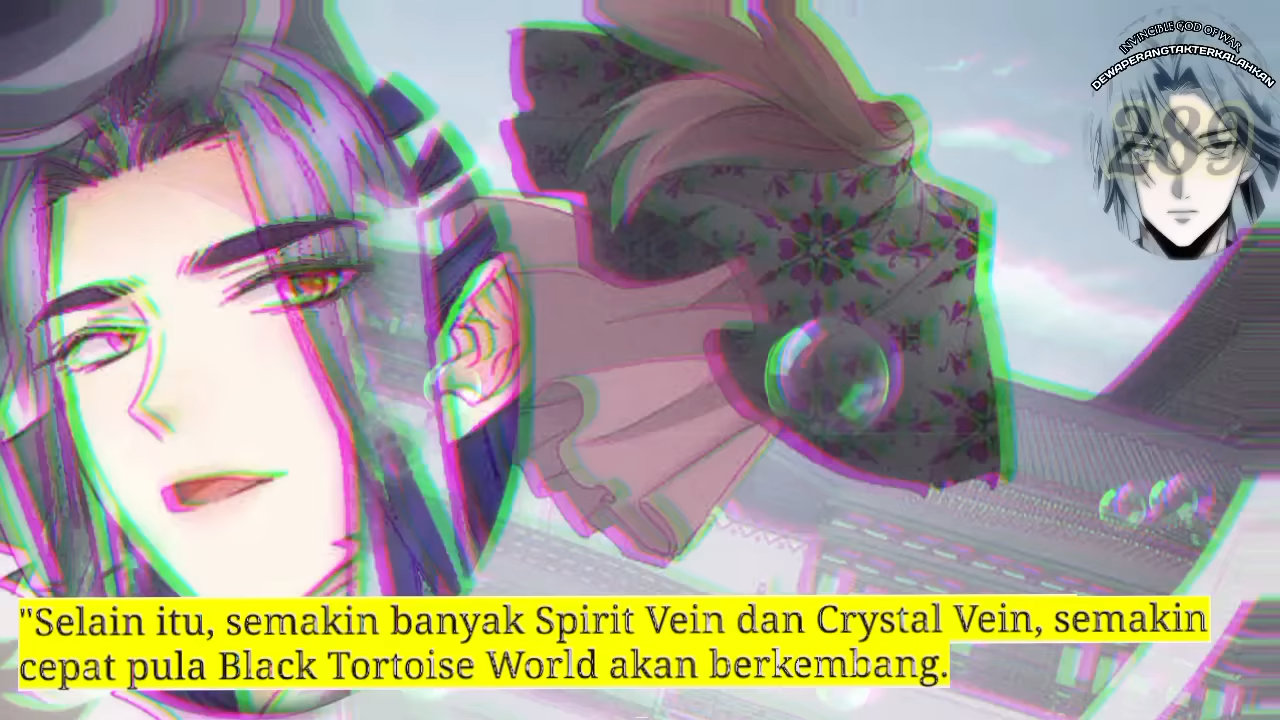 INVINCIBLE GOD OF WAR
DEWAPERANGTAKTERKALAHKAN
289
"Selain itu, semakin banyak Spirit Vein dan Crystal Vein, semakin
cepat pula Black Tortoise World akan berkembang.